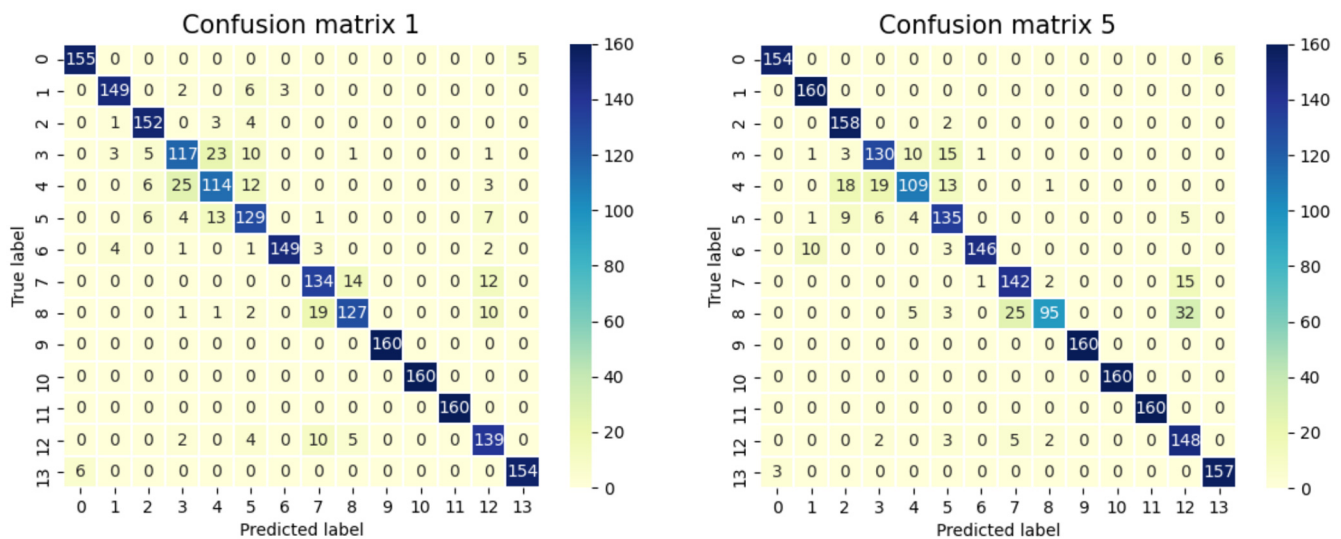 Confusion matrix 1
True label
0 155 0 0 0 0 0 0 0 0 0 0 0 0 5
1 0 149 0 2 0 6 3 0 0 0 0 0 0 0
2 0 1 152 0 3 4 0 0 0 0 0 0 0 0
3 0 3 5 117 23 10 0 0 1 0 0 0 1 0
4 0 0 6 25 114 12 0 0 0 0 0 0 3 0
5 0 0 6 4 13 129 0 1 0 0 0 0 7 0
6 0 4 0 1 0 1 149 3 0 0 0 0 2 0
7 0 0 0 0 0 0 0 134 14 0 0 0 12 0
8 0 0 0 1 1 2 0 19 127 0 0 0 10 0
9 0 0 0 0 0 0 0 0 0 160 0 0 0 0
10 0 0 0 0 0 0 0 0 0 0 160 0 0 0
11 0 0 0 0 0 0 0 0 0 0 0 160 0 0
12 0 0 0 2 0 4 0 10 5 0 0 0 139 0
13 6 0 0 0 0 0 0 0 0 0 0 0 0 154
0 1 2 3 4 5 6 7 8 9 10 11 12 13
Predicted label
160
140
120
100
80
60
40
20
0
Confusion matrix 5
True label
0 154 0 0 0 0 0 0 0 0 0 0 0 0 6
1 0 160 0 0 0 0 0 0 0 0 0 0 0 0
2 0 0 158 0 0 2 0 0 0 0 0 0 0 0
3 0 1 3 130 10 15 1 0 0 0 0 0 0 0
4 0 0 18 19 109 13 0 0 1 0 0 0 0 0
5 0 1 9 6 4 135 0 0 0 0 0 0 5 0
6 0 10 0 0 0 3 146 0 0 0 0 0 0 0
7 0 0 0 0 0 0 1 142 2 0 0 0 15 0
8 0 0 0 0 5 3 0 25 95 0 0 0 32 0
9 0 0 0 0 0 0 0 0 0 160 0 0 0 0
10 0 0 0 0 0 0 0 0 0 0 160 0 0 0
11 0 0 0 0 0 0 0 0 0 0 0 160 0 0
12 0 0 0 2 0 3 0 5 2 0 0 0 148 0
13 3 0 0 0 0 0 0 0 0 0 0 0 0 157
0 1 2 3 4 5 6 7 8 9 10 11 12 13
Predicted label
160
140
120
100
80
60
40
20
0